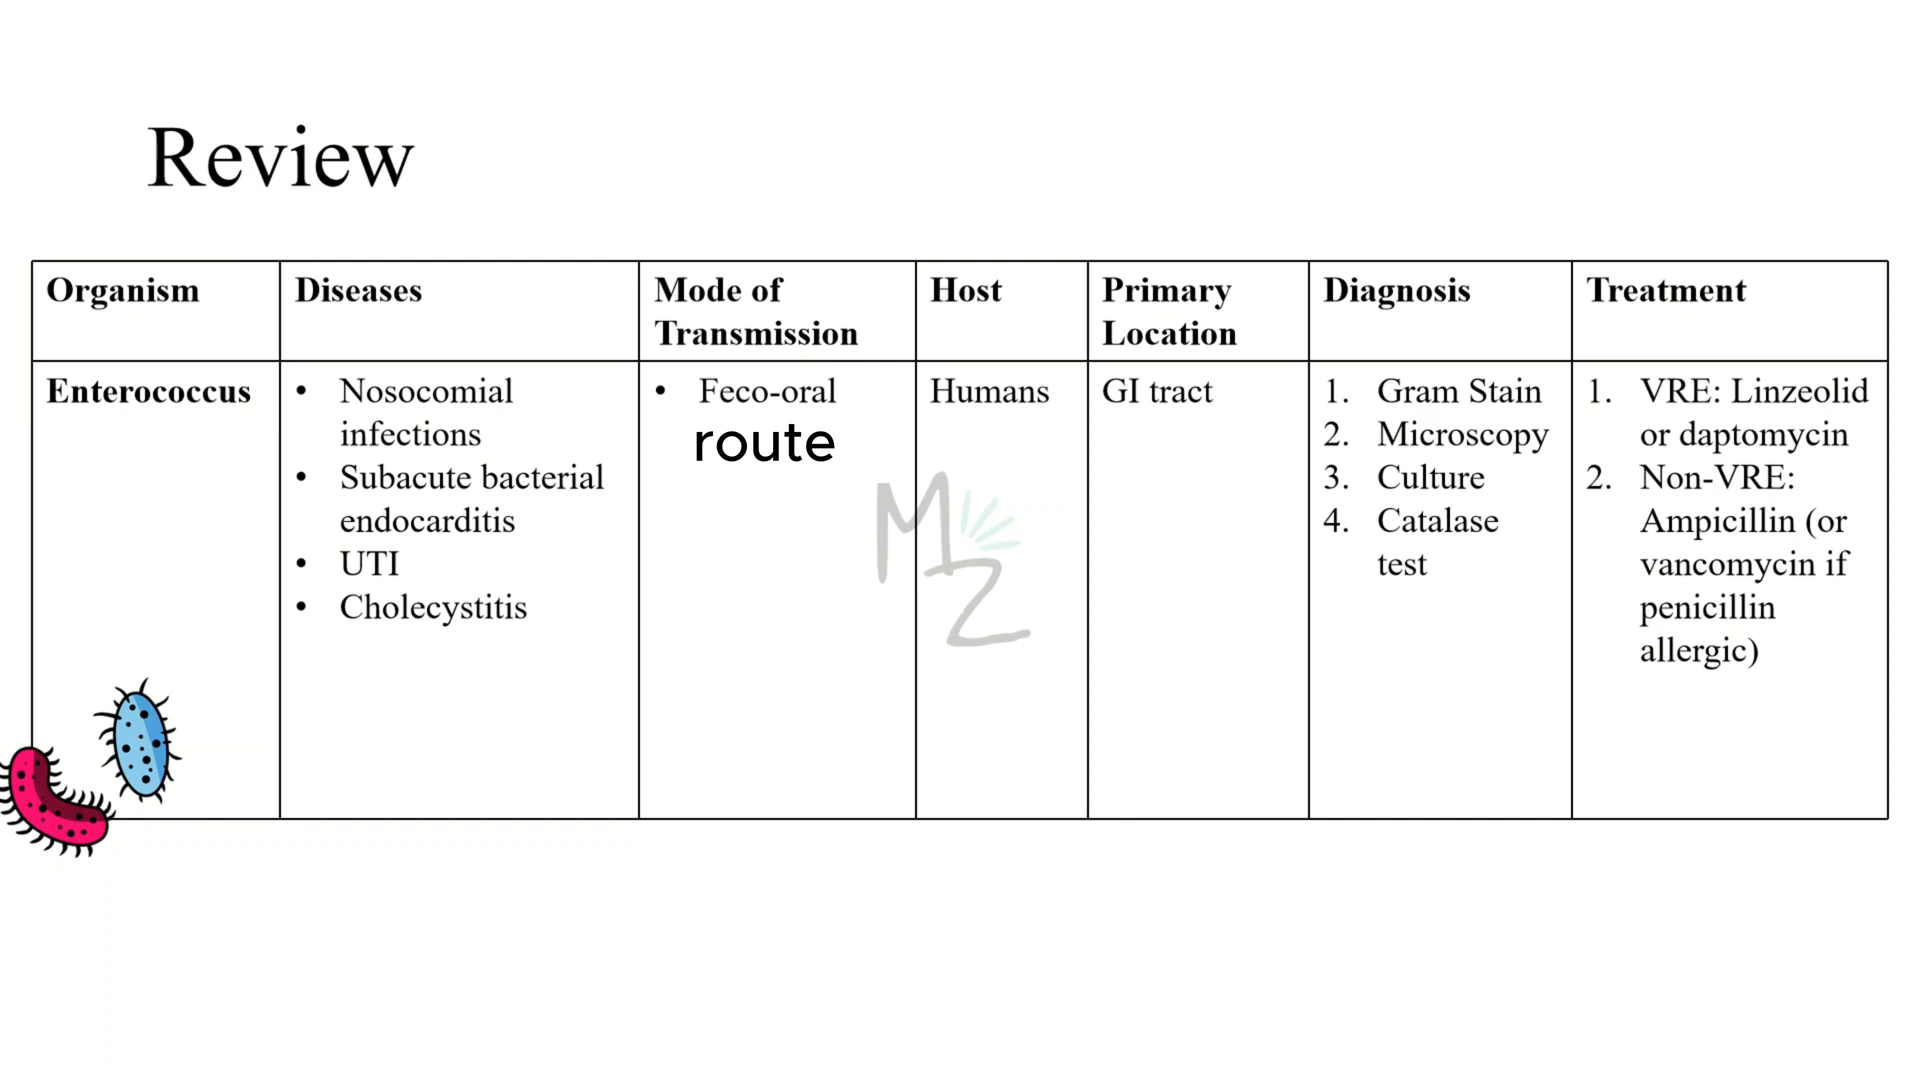 Review
Organism
Diseases
Mode of
Transmission
Host
Primary
Location
Diagnosis
Treatment
Enterococcus
• Nosocomial
infections
• Subacute bacterial
endocarditis
• UTI
• Cholecystitis
• Feco-oral
route
Humans
GI tract
1. Gram Stain
2. Microscopy
3. Culture
4. Catalase
test
1. VRE: Linzeolid
or daptomycin
2. Non-VRE:
Ampicillin (or
vancomycin if
penicillin
allergic)
MZ